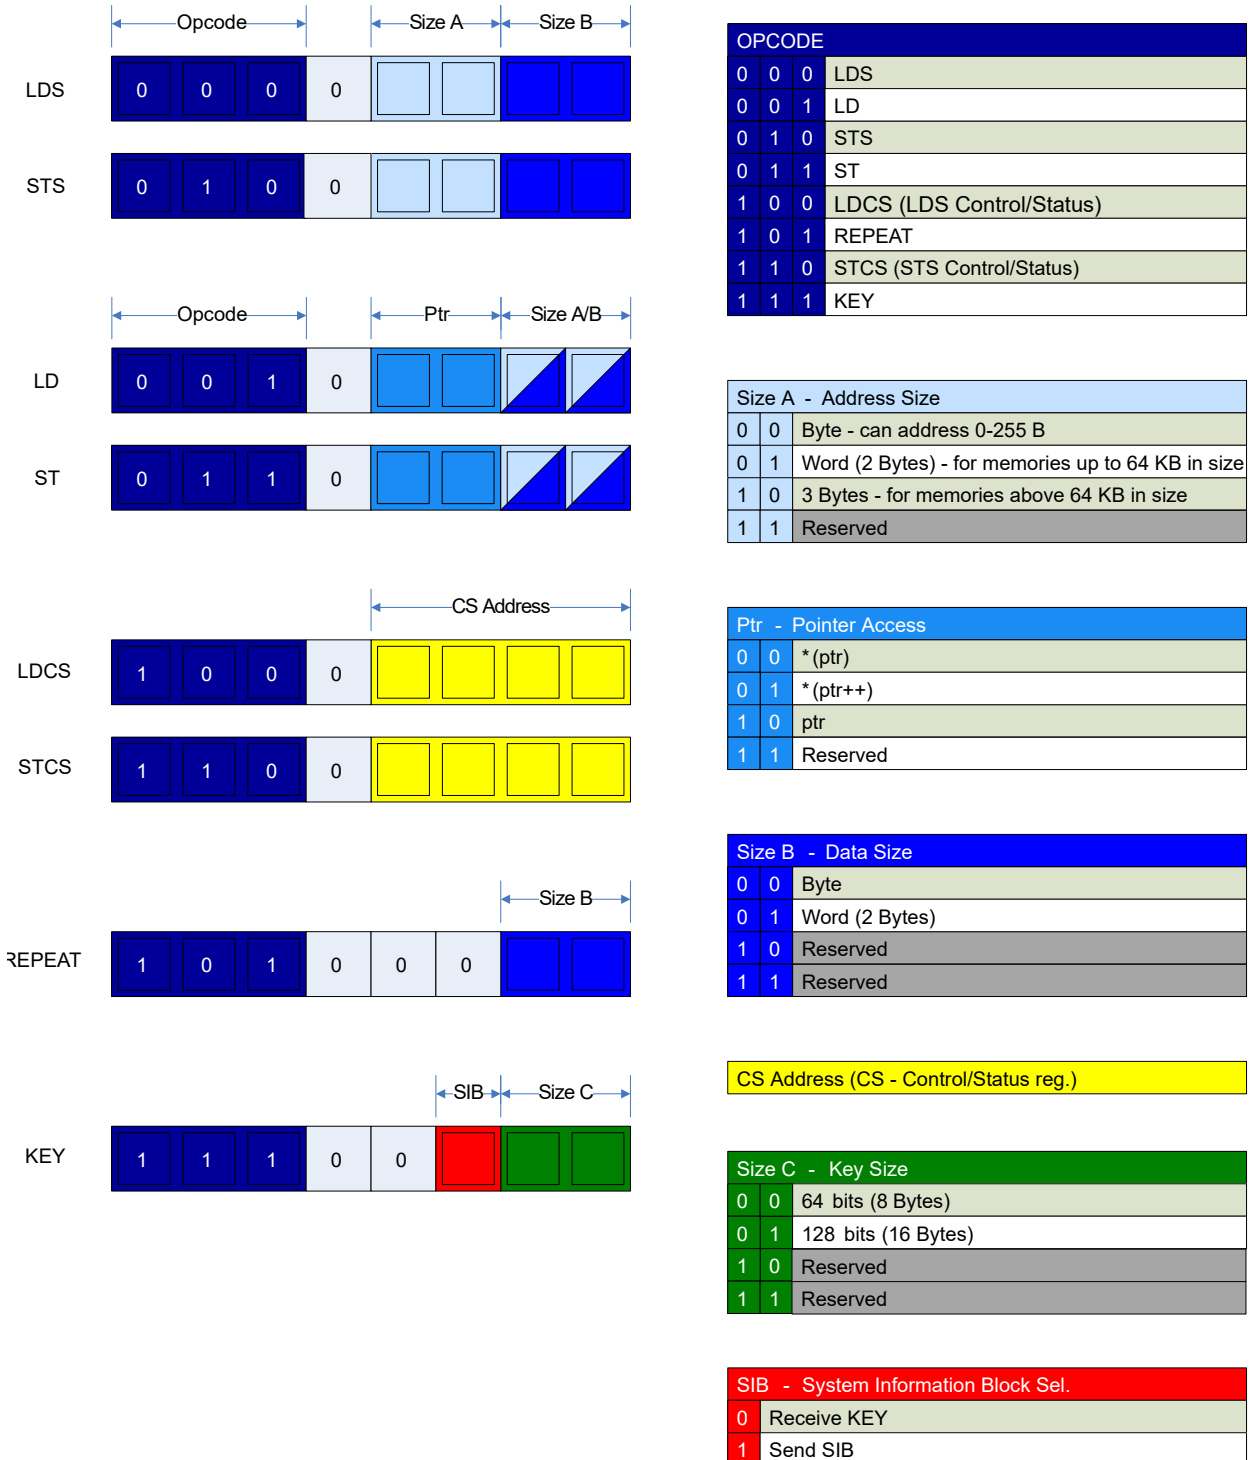 Opcode Size A Size B
LDS 0 0 0 0
STS 0 1 0 0
Opcode Ptr Size A/B
LD 0 0 1 0
ST 0 1 1 0
CS Address
LDCS 1 0 0 0
STCS 1 1 0 0
Size B
REPEAT 1 0 1 0 0 0
SIB Size C
KEY 1 1 1 0 0
OPCODE
0 0 0 LDS
0 0 1 LD
0 1 0 STS
0 1 1 ST
1 0 0 LDCS (LDS Control/Status)
1 0 1 REPEAT
1 1 0 STCS (STS Control/Status)
1 1 1 KEY
Size A - Address Size
0 0 Byte - can address 0-255 B
0 1 Word (2 Bytes) - for memories up to 64 KB in size
1 0 3 Bytes - for memories above 64 KB in size
1 1 Reserved
Ptr - Pointer Access
0 0 *(ptr)
0 1 *(ptr++)
1 0 ptr
1 1 Reserved
Size B - Data Size
0 0 Byte
0 1 Word (2 Bytes)
1 0 Reserved
1 1 Reserved
CS Address (CS - Control/Status reg.)
Size C - Key Size
0 0 64 bits (8 Bytes)
0 1 128 bits (16 Bytes)
1 0 Reserved
1 1 Reserved
SIB - System Information Block Sel.
0 Receive KEY
1 Send SIB